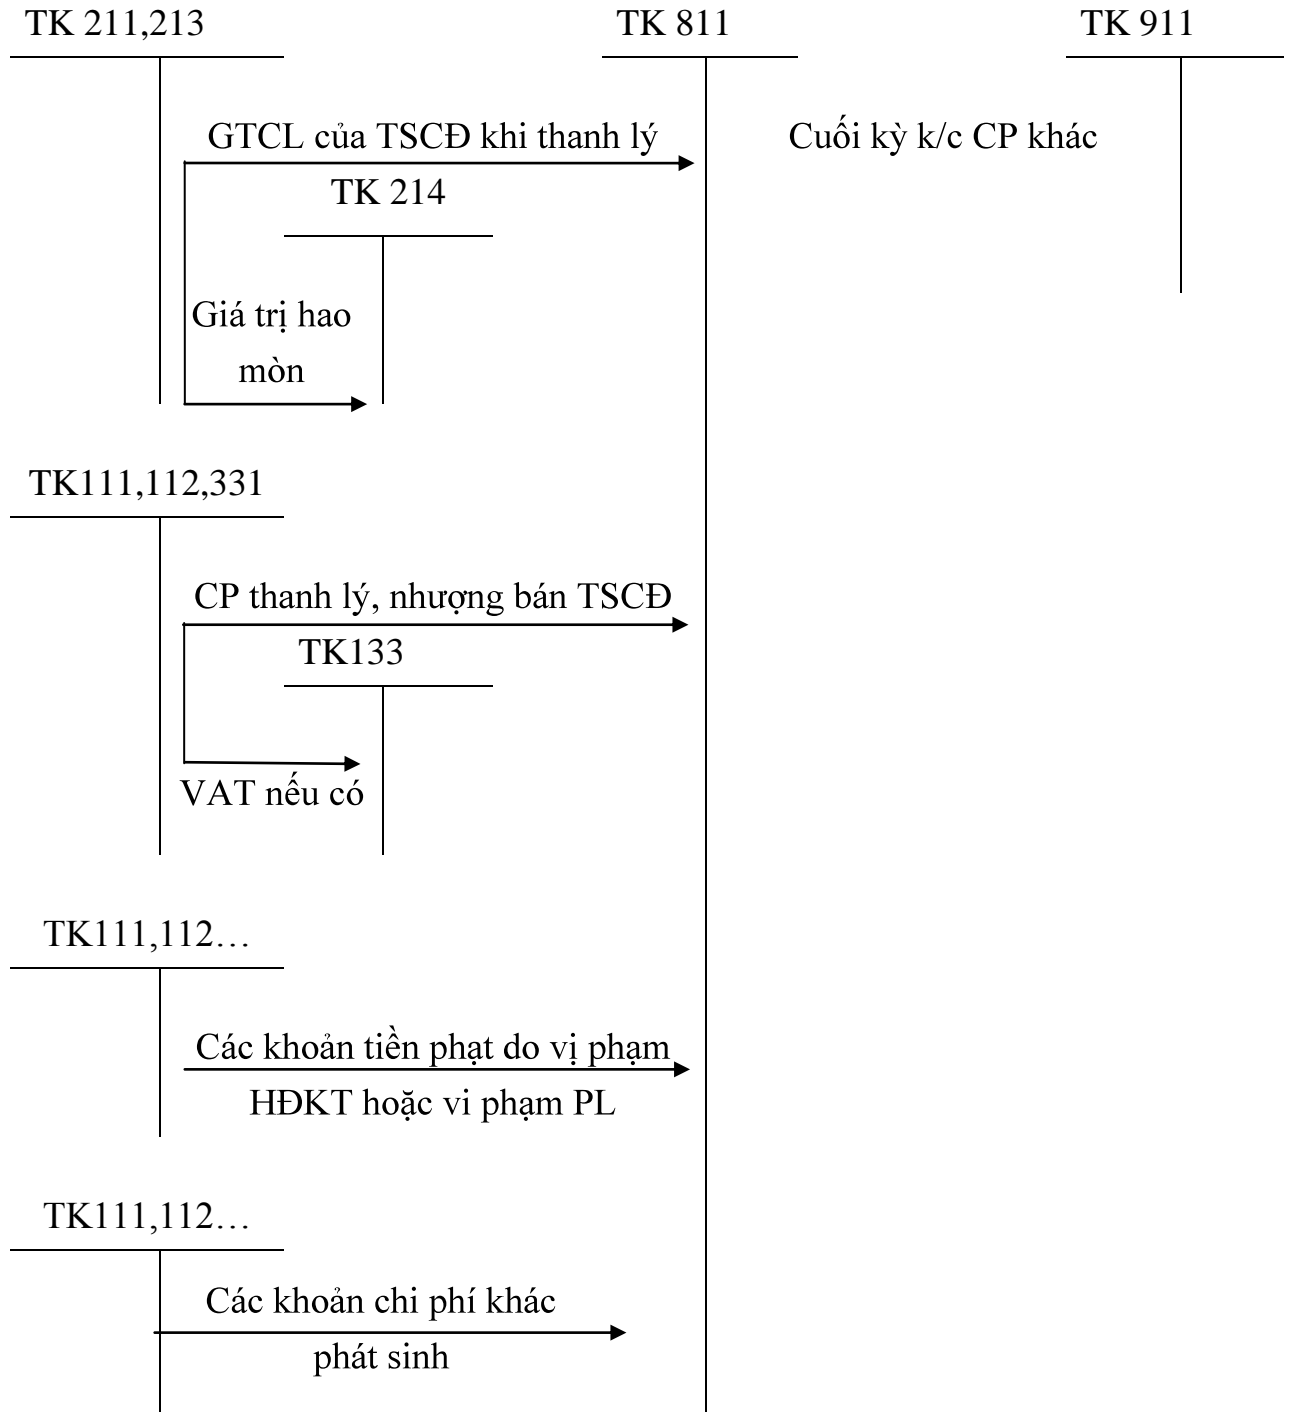 TK 211,213
TK 811
TK 911
GTCL của TSCĐ khi thanh lý
Cuối kỳ k/c CP khác
TK 214
Giá trị hao
mòn
TK111,112,331
CP thanh lý, nhượng bán TSCĐ
TK133
VAT nếu có
TK111,112…
Các khoản tiền phạt do vị phạm
HĐKT hoặc vi phạm PL
TK111,112…
Các khoản chi phí khác
phát sinh